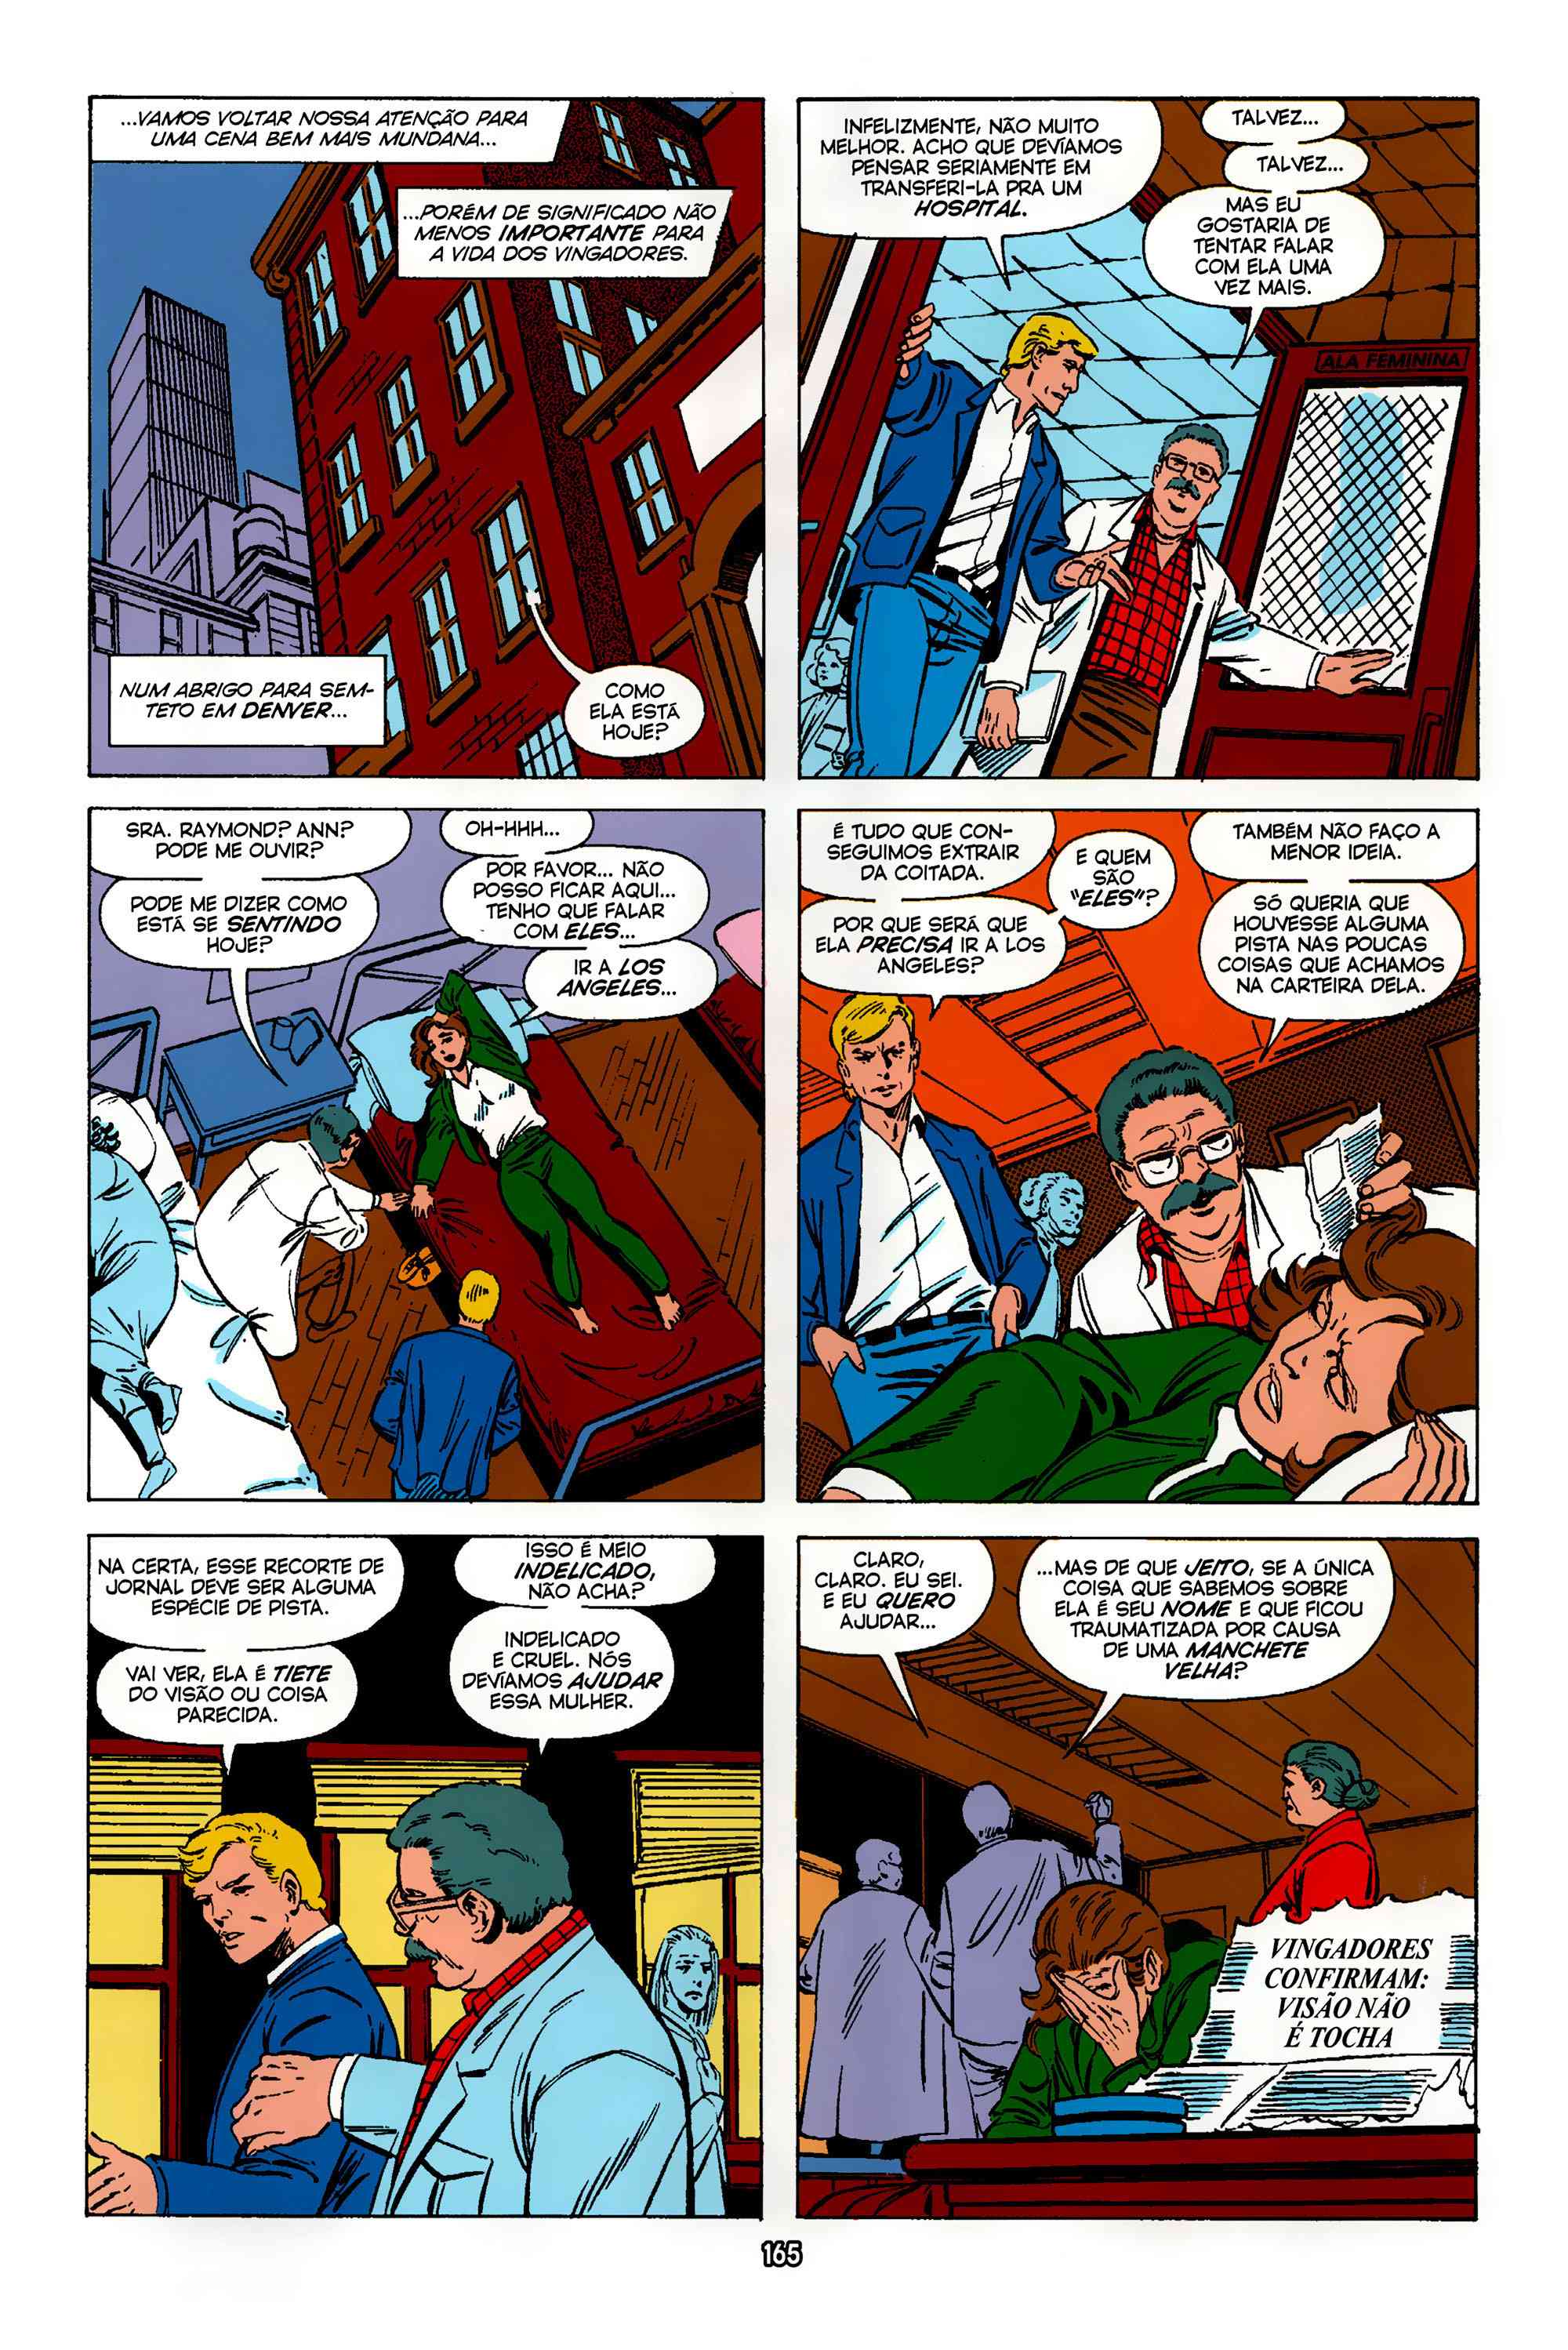 ...VAMOS VOLTAR NOSSA ATENÇÃO PARA
UMA CENA BEM MAIS MUNDANA...
...PORÉM DE SIGNIFICADO NÃO
MENOS IMPORTANTE PARA
A VIDA DOS VINGADORES.
NUM ABRIGO PARA SEM-
TETO EM DENVER...
COMO
ELA ESTÁ
HOJE?
INFELIZMENTE, NÃO MUITO
MELHOR. ACHO QUE DEVÍAMOS
PENSAR SERIAMENTE EM
TRANSFERI-LA PRA UM
HOSPITAL.
TALVEZ...
TALVEZ...
MAS EU
GOSTARIA DE
TENTAR FALAR
COM ELA UMA
VEZ MAIS.
ALA FEMININA
SRA. RAYMOND? ANN?
PODE ME OUVIR?
PODE ME DIZER COMO
ESTÁ SE SENTINDO
HOJE?
OH-HHH...
POR FAVOR... NÃO
POSSO FICAR AQUI...
TENHO QUE FALAR
COM ELES...
IR A LOS
ANGELES...
É TUDO QUE CON-
SEGUIMOS EXTRAIR
DA COITADA.
POR QUE SERÁ QUE
ELA PRECISA IR A LOS
ANGELES?
E QUEM
SÃO
"ELES"?
TAMBÉM NÃO FAÇO A
MENOR IDEIA.
SÓ QUERIA QUE
HOUVESSE ALGUMA
PISTA NAS POUCAS
COISAS QUE ACHAMOS
NA CARTEIRA DELA.
NA CERTA, ESSE RECORTE DE
JORNAL DEVE SER ALGUMA
ESPÉCIE DE PISTA.
VAI VER, ELA É TIETE
DO VISÃO OU COISA
PARECIDA.
ISSO É MEIO
INDELICADO,
NÃO ACHA?
INDELICADO
E CRUEL. NÓS
DEVÍAMOS AJUDAR
ESSA MULHER.
CLARO,
CLARO. EU SEI.
E EU QUERO
AJUDAR...
...MAS DE QUE JEITO, SE A ÚNICA
COISA QUE SABEMOS SOBRE
ELA É SEU NOME E QUE FICOU
TRAUMATIZADA POR CAUSA
DE UMA MANCHETE
VELHA?
VINGADORES
CONFIRMAM:
VISÃO NÃO
É TOCHA
165